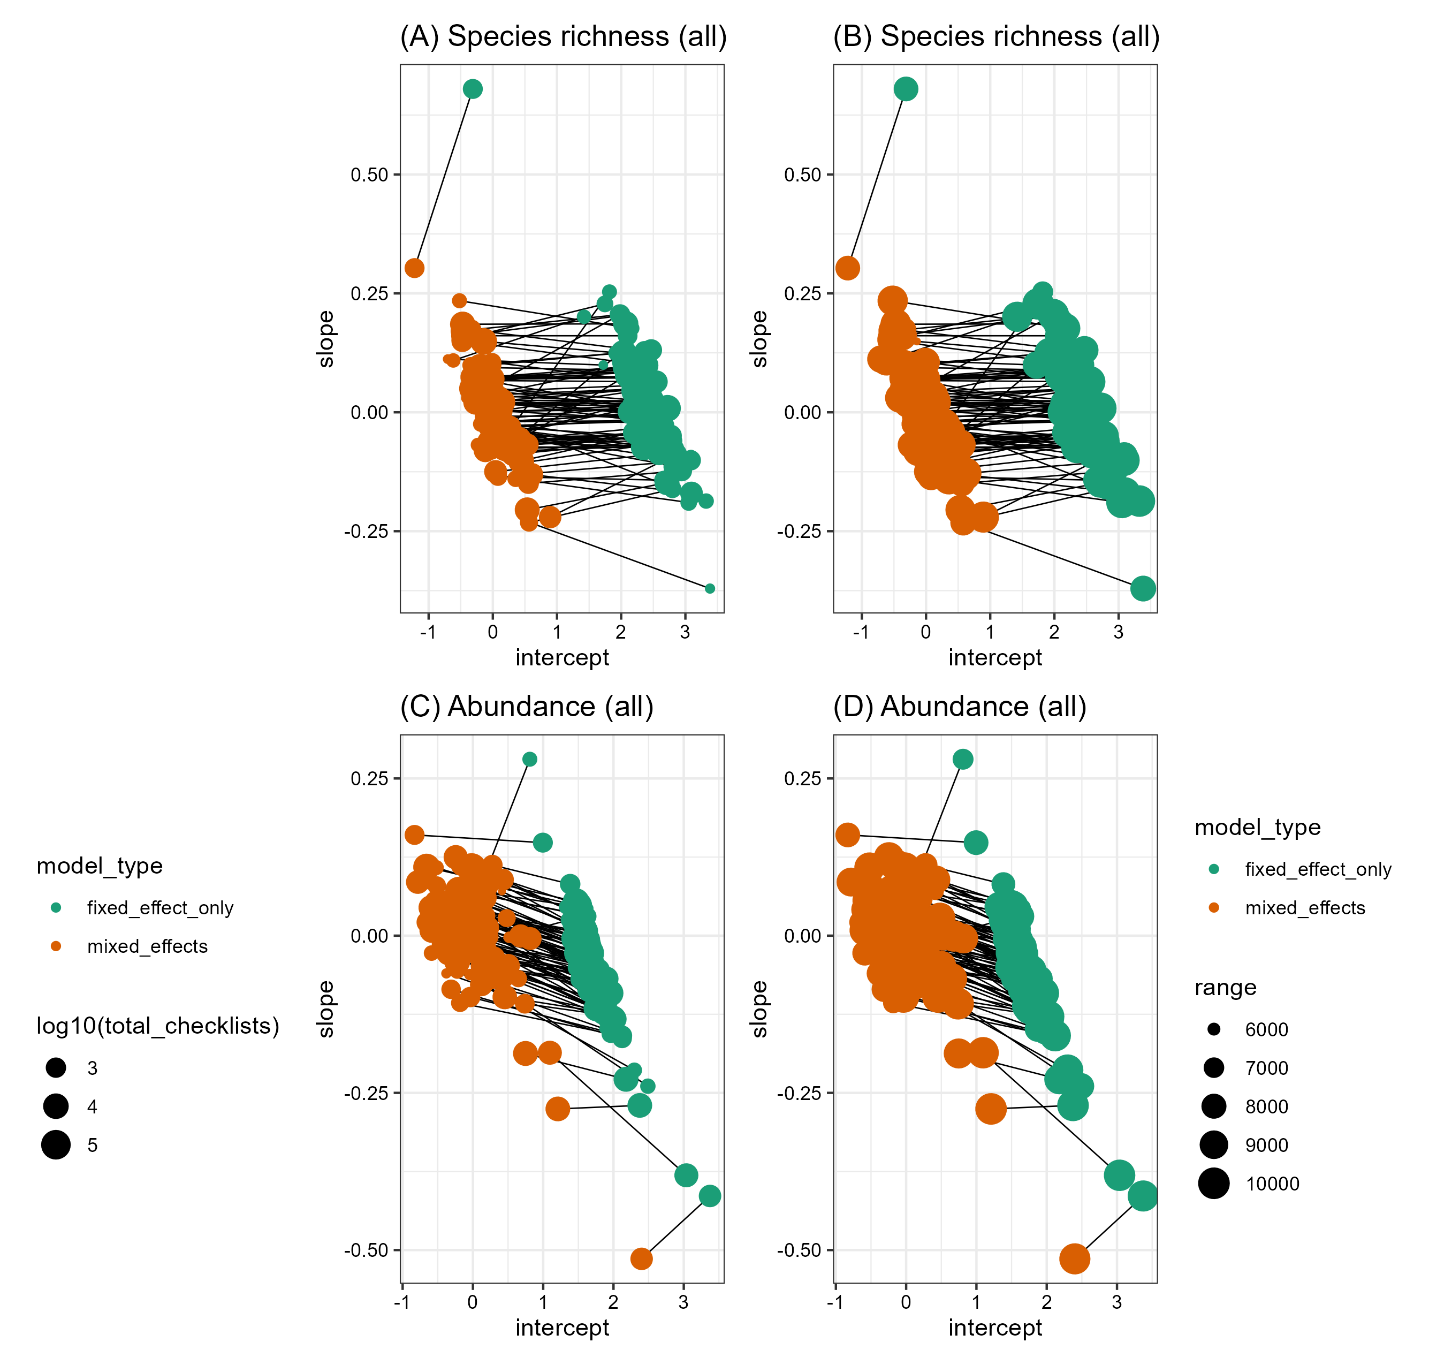 (A) Species richness (all)
0.50
0.25
0.00
-0.25
slope
-1 0 1 2 3
intercept
(B) Species richness (all)
0.50
0.25
0.00
-0.25
slope
-1 0 1 2 3
intercept
(C) Abundance (all)
0.25
0.00
-0.25
-0.50
slope
-1 0 1 2 3
intercept
(D) Abundance (all)
0.25
0.00
-0.25
-0.50
slope
-1 0 1 2 3
intercept
model_type
fixed_effect_only
mixed_effects
log10(total_checklists)
3
4
5
model_type
fixed_effect_only
mixed_effects
range
6000
7000
8000
9000
10000